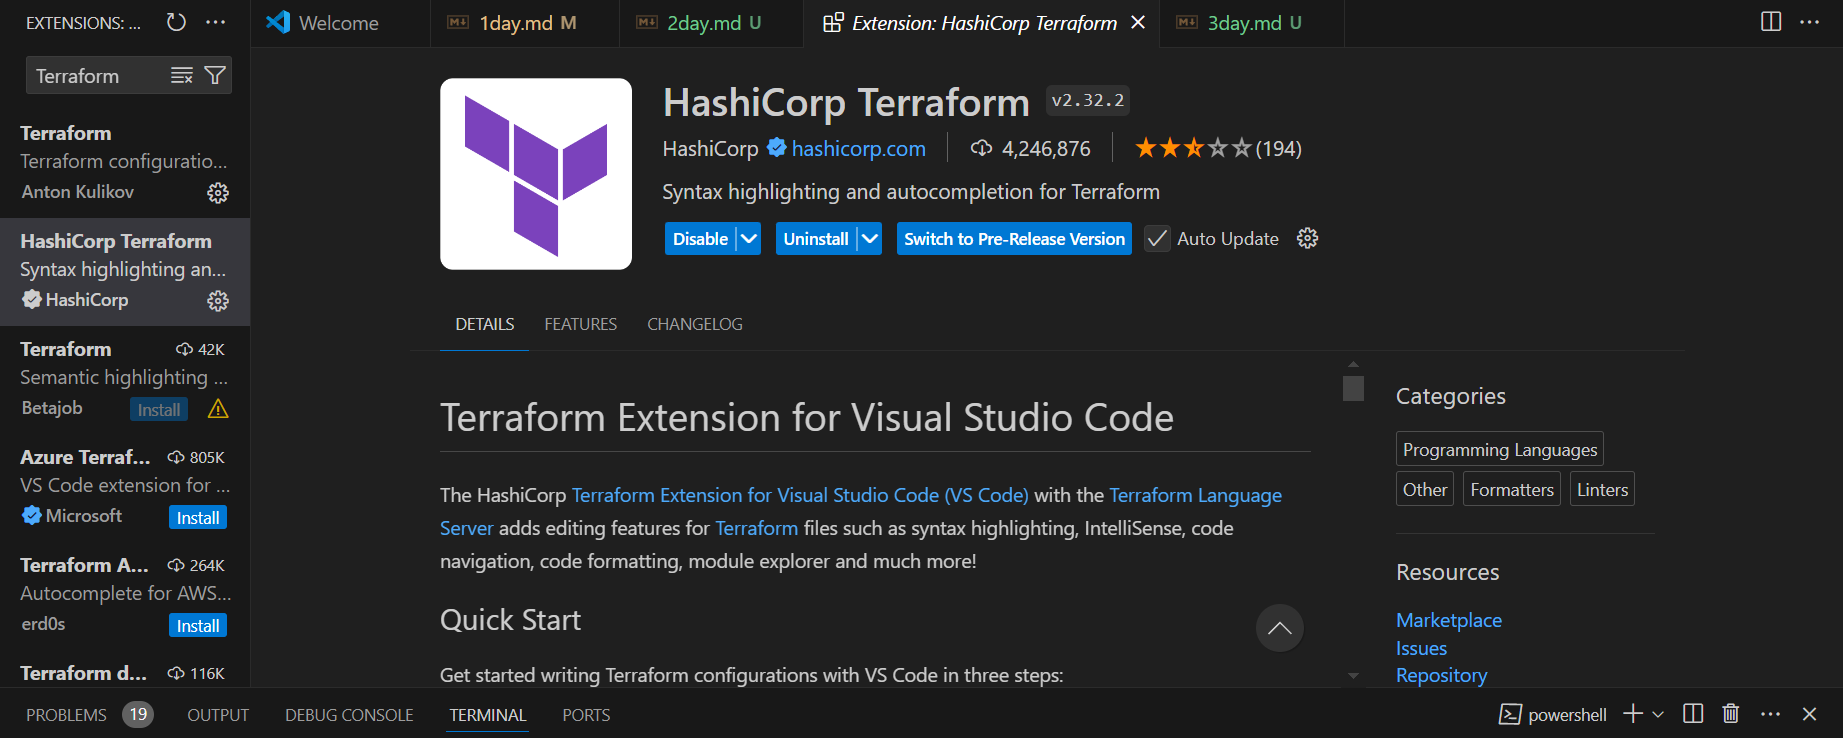 EXTENSIONS: ...
Welcome
1day.md M
2day.md U
Extension: HashiCorp Terraform
3day.md U
Terraform
Terraform
Terraform configuratio...
Anton Kulikov
HashiCorp Terraform
Syntax highlighting an...
HashiCorp
Terraform 42K
Semantic highlighting ...
Betajob Install
Azure Terraf... 805K
VS Code extension for ...
Microsoft Install
Terraform A... 264K
Autocomplete for AWS...
erd0s Install
Terraform d... 116K
HashiCorp Terraform v2.32.2
HashiCorp hashicorp.com 4,246,876 (194)
Syntax highlighting and autocompletion for Terraform
Disable Uninstall Switch to Pre-Release Version Auto Update
DETAILS FEATURES CHANGELOG
Terraform Extension for Visual Studio Code
The HashiCorp Terraform Extension for Visual Studio Code (VS Code) with the Terraform Language
Server adds editing features for Terraform files such as syntax highlighting, IntelliSense, code
navigation, code formatting, module explorer and much more!
Quick Start
Get started writing Terraform configurations with VS Code in three steps:
Categories
Programming Languages
Other Formatters Linters
Resources
Marketplace
Issues
Repository
PROBLEMS 19 OUTPUT DEBUG CONSOLE TERMINAL PORTS powershell